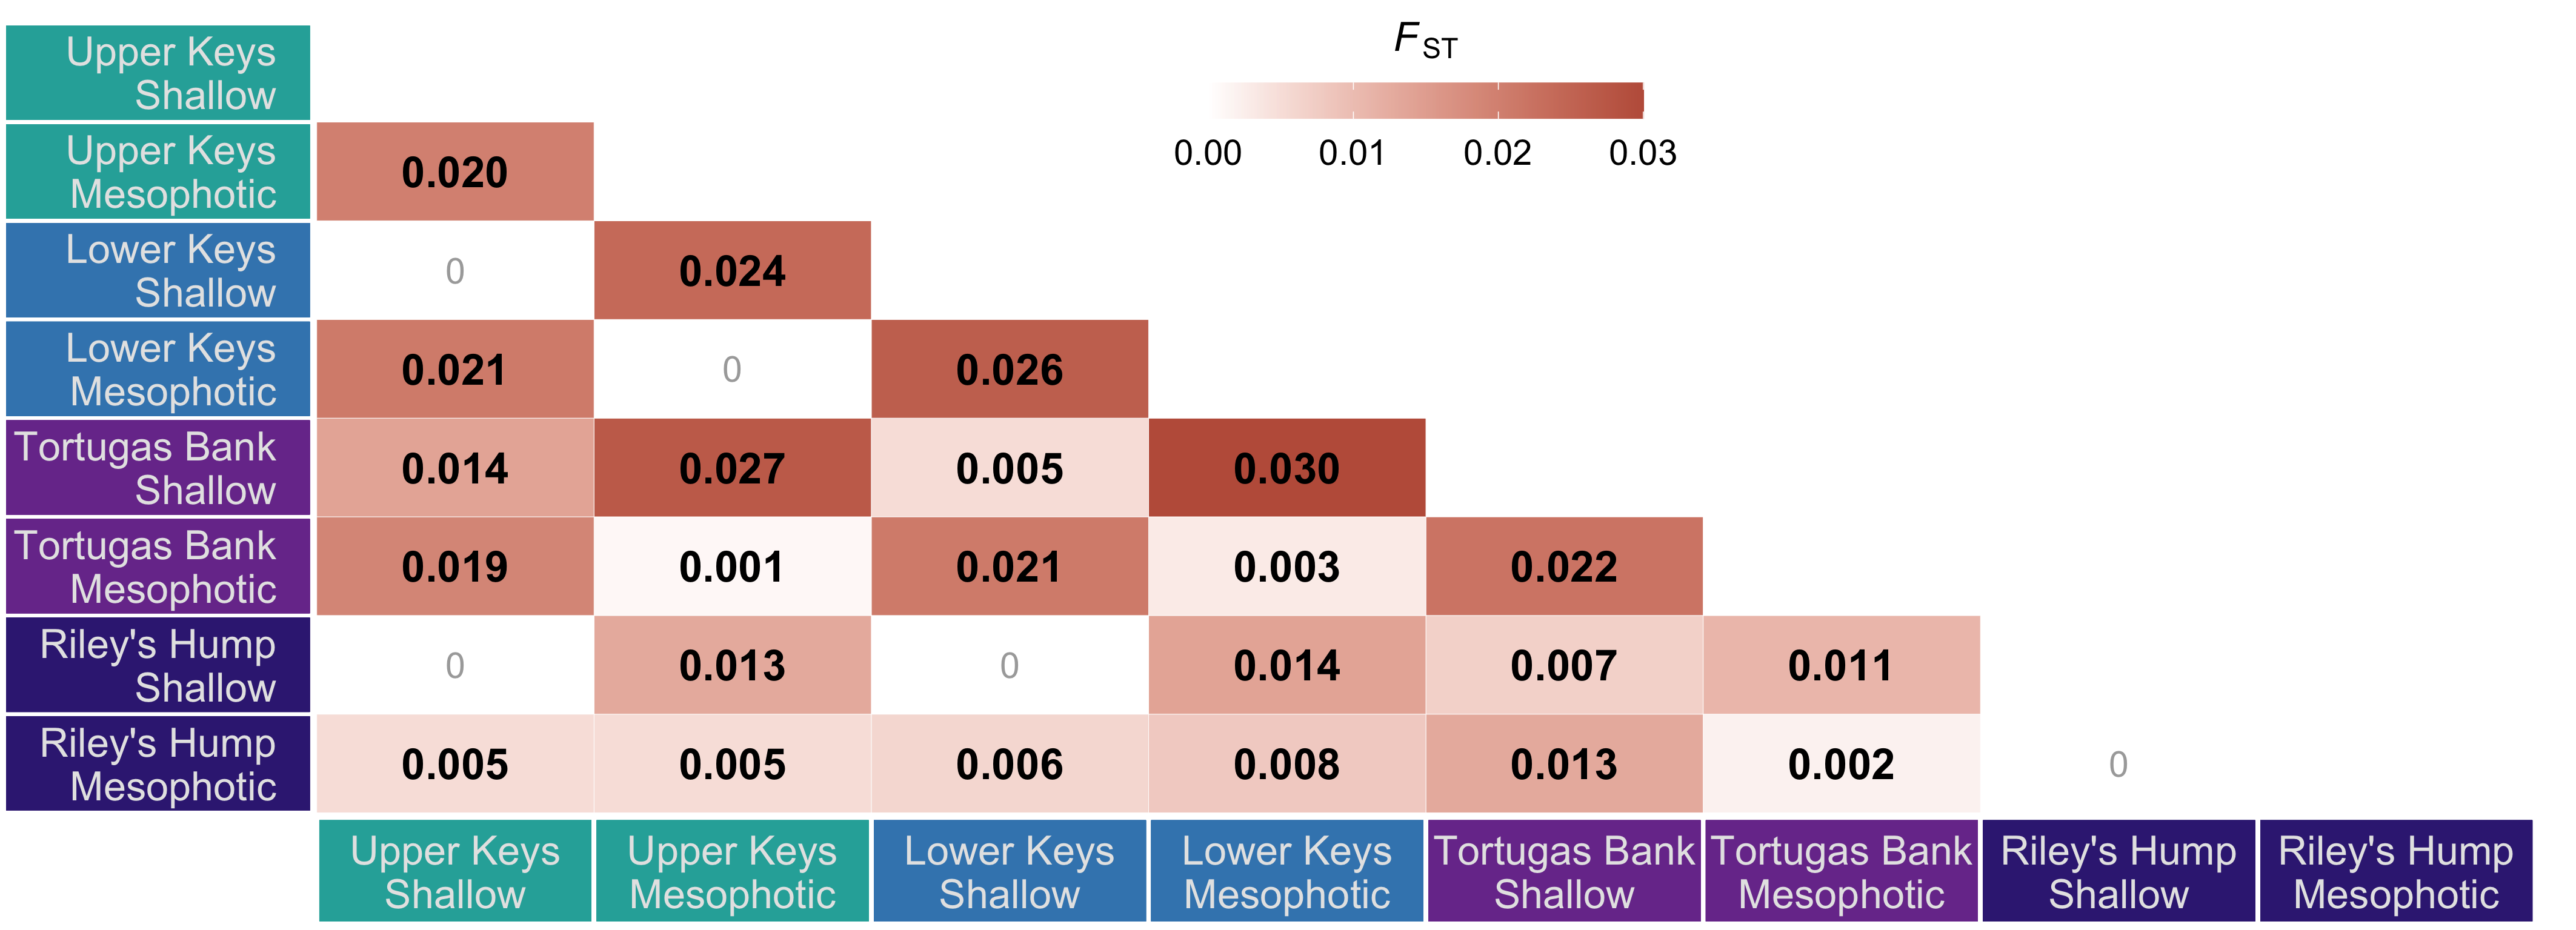 Upper Keys
Shallow
F ST
0.00 0.01 0.02 0.03
Upper Keys
Mesophotic
0.020
Lower Keys
Shallow
0 0.024
Lower Keys
Mesophotic
0.021 0 0.026
Tortugas Bank
Shallow
0.014 0.027 0.005 0.030
Tortugas Bank
Mesophotic
0.019 0.001 0.021 0.003 0.022
Riley's Hump
Shallow
0 0.013 0 0.014 0.007 0.011
Riley's Hump
Mesophotic
0.005 0.005 0.006 0.008 0.013 0.002 0
Upper Keys
Shallow
Upper Keys
Mesophotic
Lower Keys
Shallow
Lower Keys
Mesophotic
Tortugas Bank
Shallow
Tortugas Bank
Mesophotic
Riley's Hump
Shallow
Riley's Hump
Mesophotic